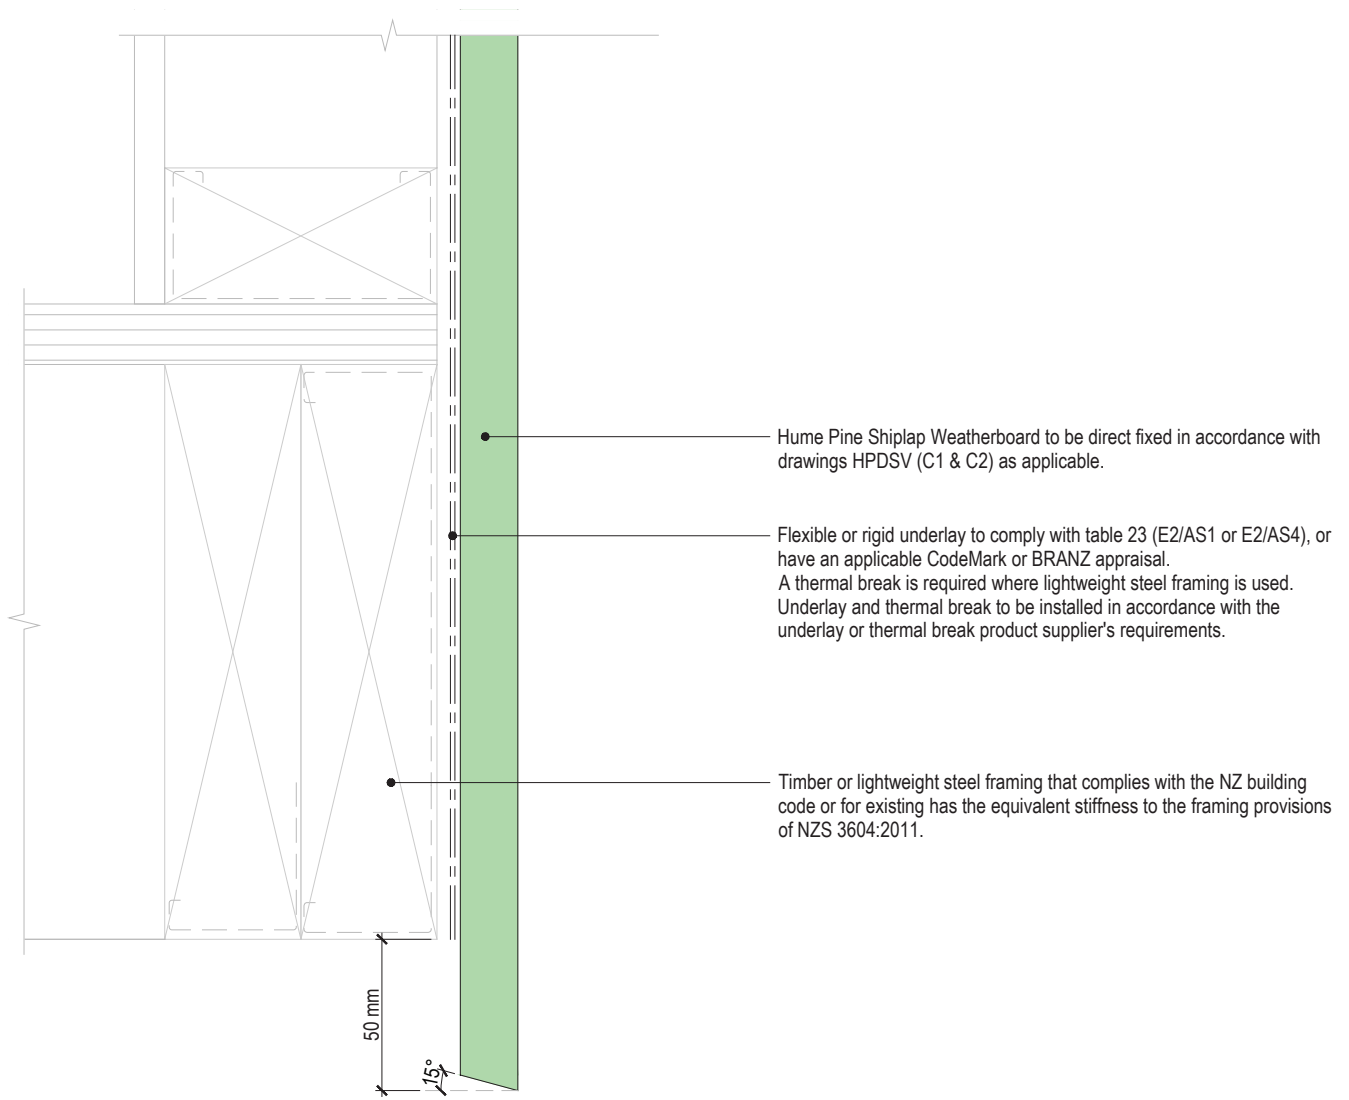 Hume Pine Shiplap Weatherboard to be direct fixed in accordance with
drawings HPDSV (C1 & C2) as applicable.
Flexible or rigid underlay to comply with table 23 (E2/AS1 or E2/AS4), or
have an applicable CodeMark or BRANZ appraisal.
A thermal break is required where lightweight steel framing is used.
Underlay and thermal break to be installed in accordance with the
underlay or thermal break product supplier's requirements.
Timber or lightweight steel framing that complies with the NZ building
code or for existing has the equivalent stiffness to the framing provisions
of NZS 3604:2011.
50 mm
15°